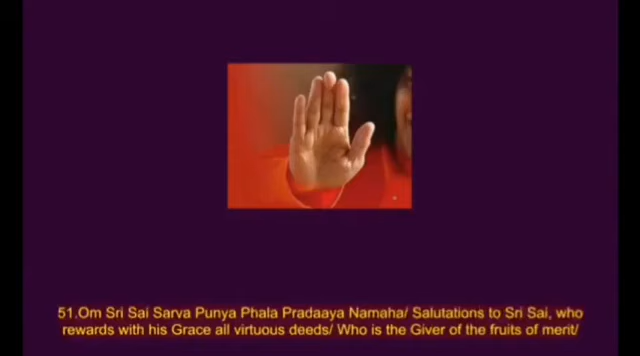 51.Om Sri Sai Sarva Punya Phala Pradaaya Namaha/ Salutations to Sri Sai, who
rewards with his Grace all virtuous deeds/ Who is the Giver of the fruits of merit/